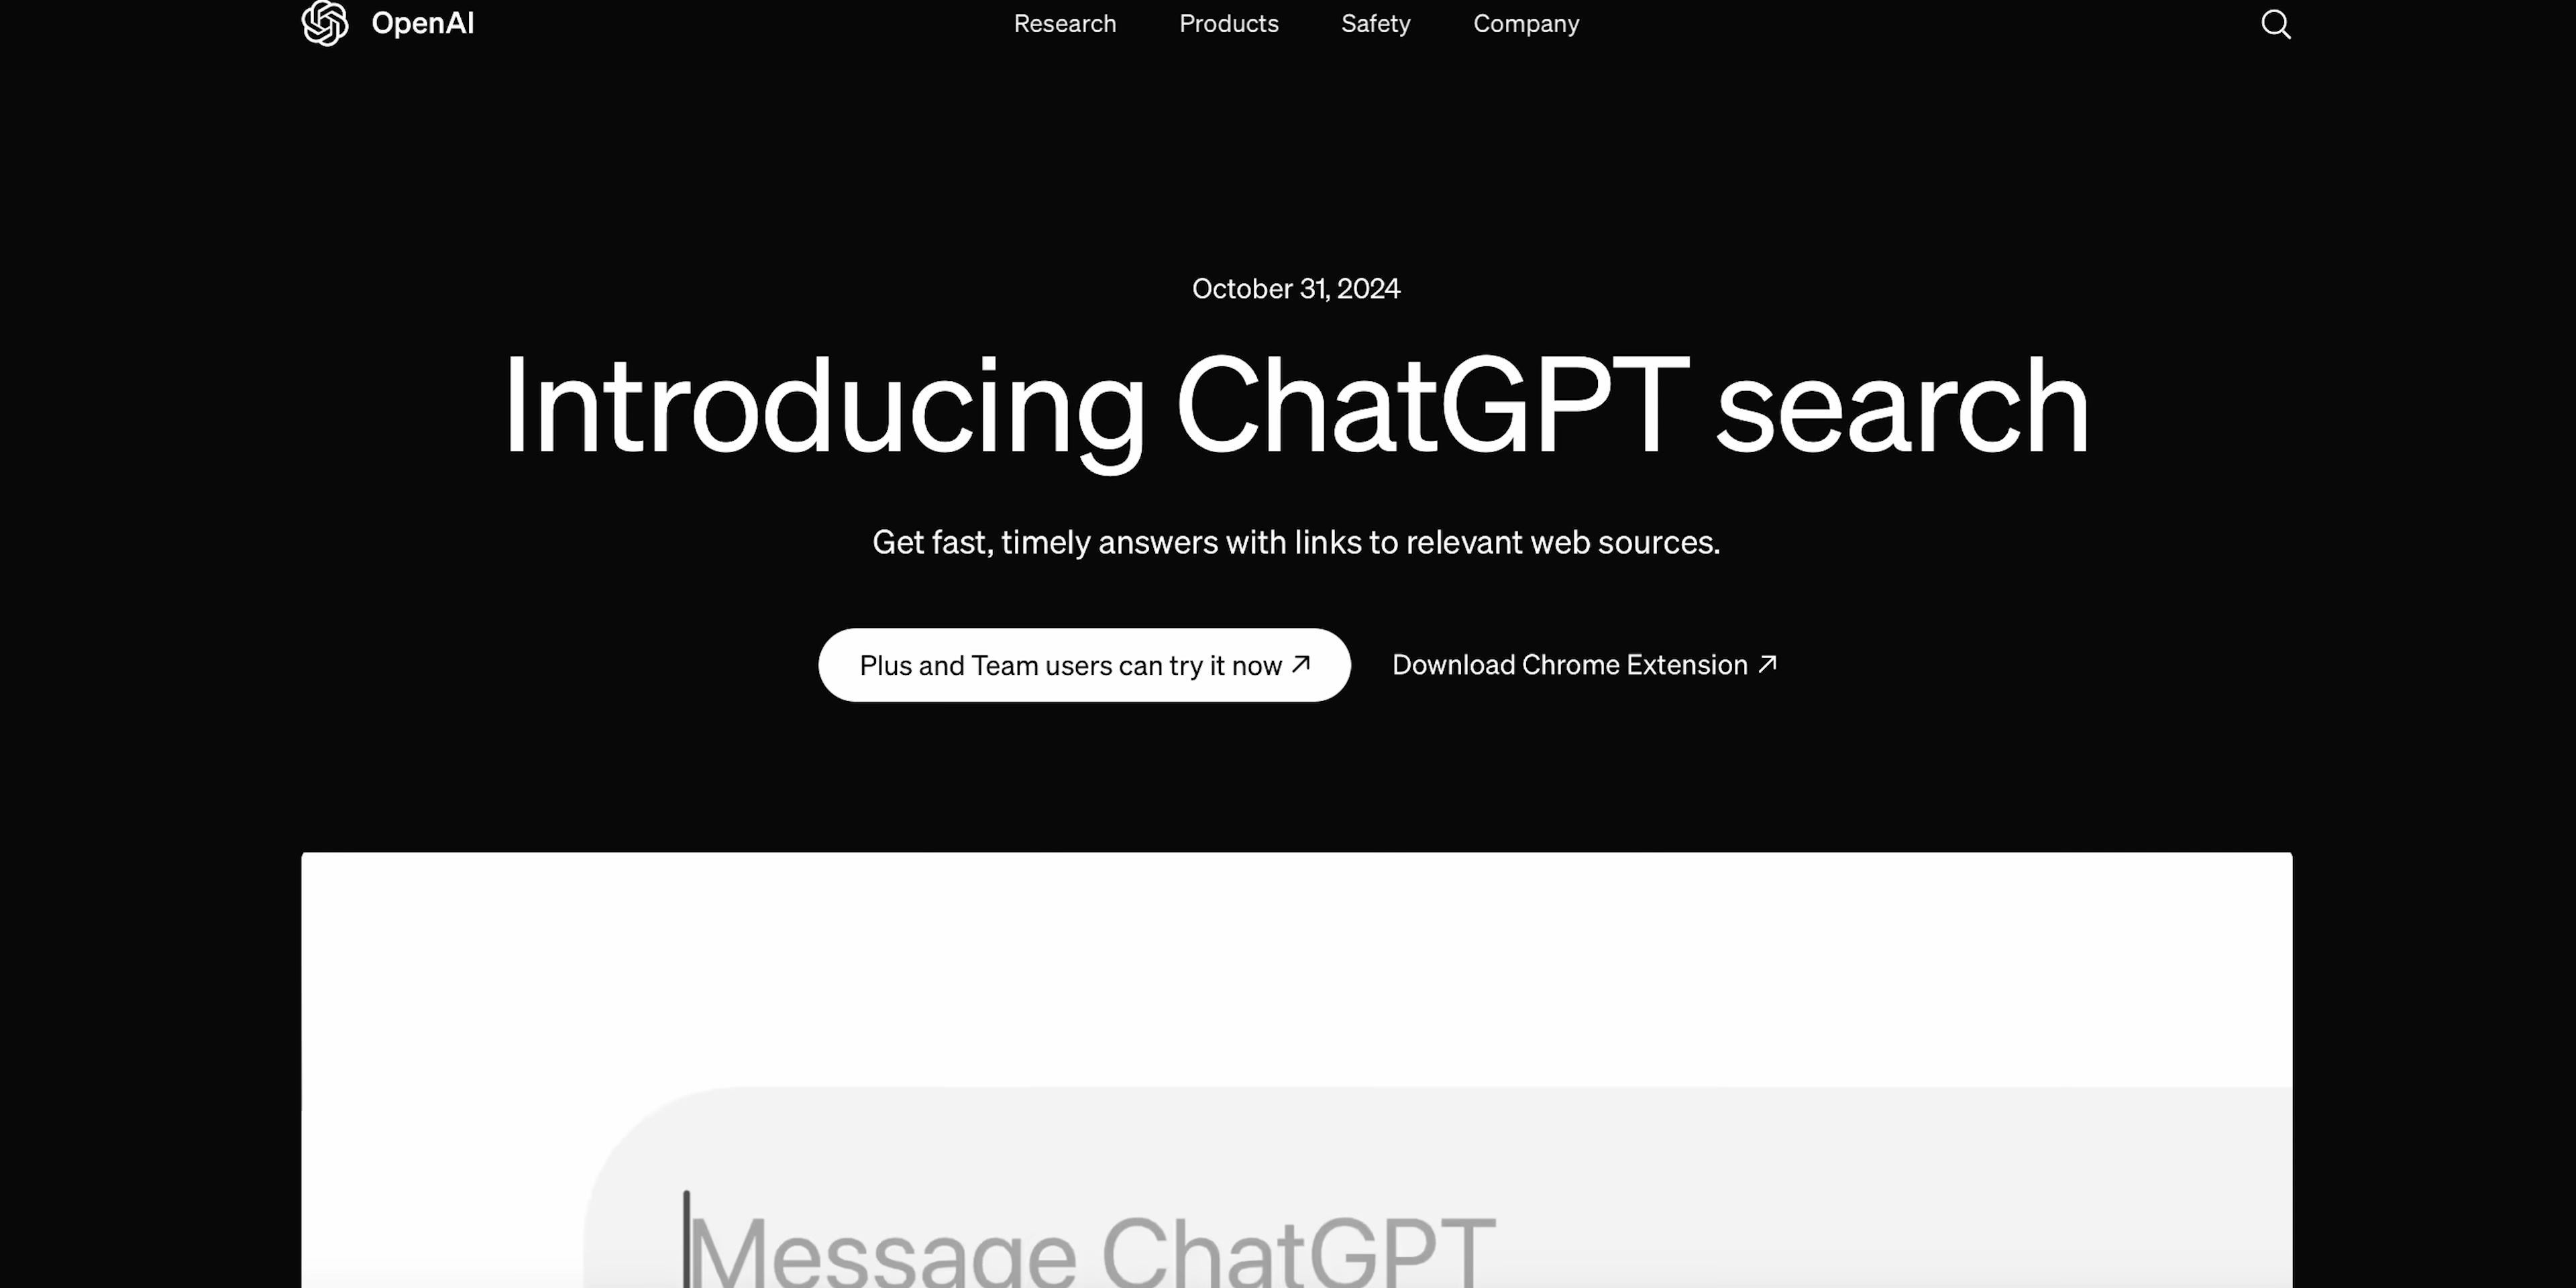 OpenAI
Research Products Safety Company
October 31, 2024
Introducing ChatGPT search
Get fast, timely answers with links to relevant web sources.
Plus and Team users can try it now ↗ Download Chrome Extension ↗
Message ChatGPT